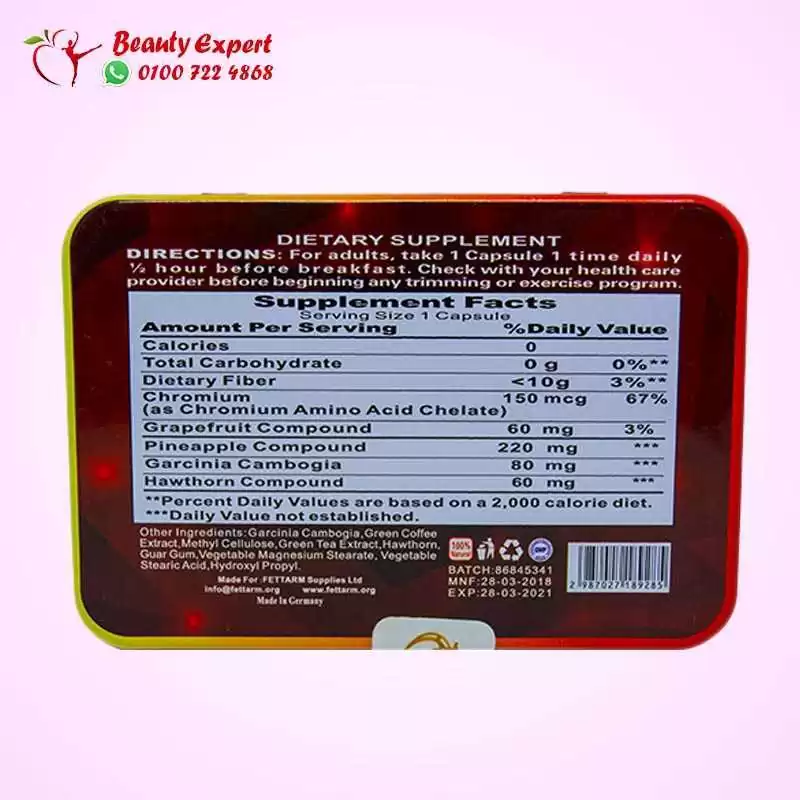 Beauty Expert
0100 722 4868
DIETARY SUPPLEMENT
DIRECTIONS: For adults, take 1 Capsule 1 time daily
½ hour before breakfast. Check with your health care
provider before beginning any trimming or exercise program.
Supplement Facts
Serving Size 1 Capsule
Amount Per Serving %Daily Value
Calories 0
Total Carbohydrate 0 g 0%**
Dietary Fiber <10g 3%**
Chromium 150 mcg 67%
(as Chromium Amino Acid Chelate)
Grapefruit Compound 60 mg 3%
Pineapple Compound 220 mg ***
Garcinia Cambogia 80 mg ***
Hawthorn Compound 60 mg ***
**Percent Daily Values are based on a 2,000 calorie diet.
***Daily Value not established.
Other Ingredients:Garcinia Cambogia,Green Coffee
Extract,Methyl Cellulose,Green Tea Extract,Hawthorn,
Guar Gum,Vegetable Magnesium Stearate, Vegetable
Stearic Acid,Hydroxyl Propyl.
Made For :FETTARM Supplies Ltd
info@fettarm.org www.fettarm.org
Made In Germany
100%
Natural
GMP
BATCH:86845341
MNF:28-03-2018
EXP:28-03-2021
2 987027 189285